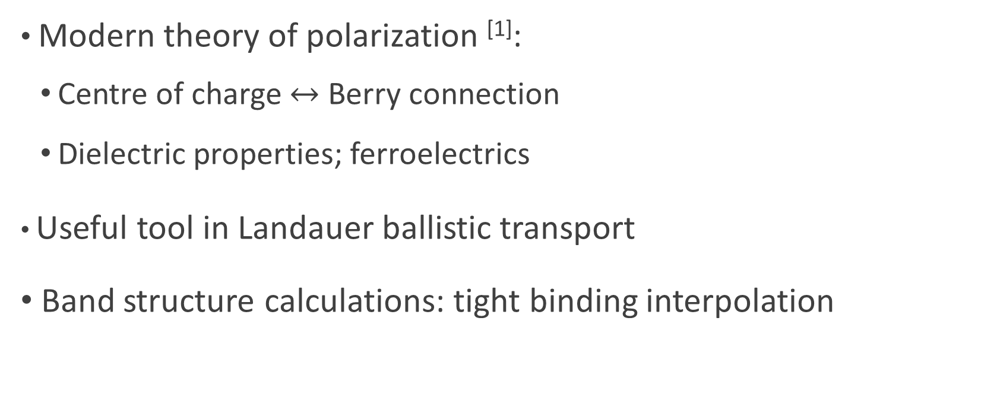 • Modern theory of polarization [1]:
• Centre of charge ↔ Berry connection
• Dielectric properties; ferroelectrics
• Useful tool in Landauer ballistic transport
• Band structure calculations: tight binding interpolation